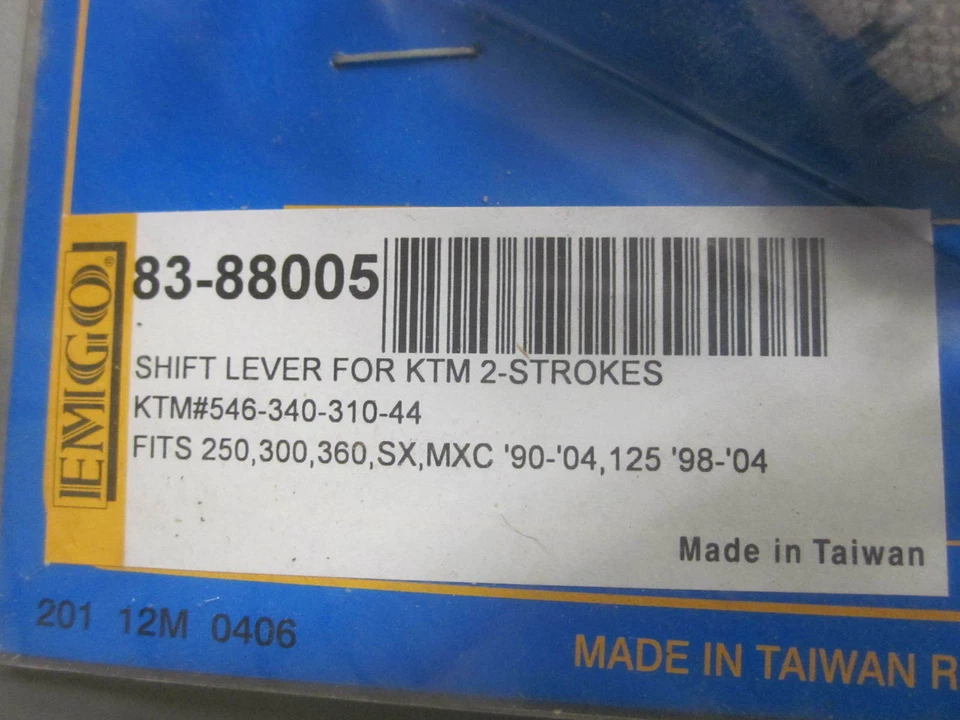 EMIGO®
83-88005
SHIFT LEVER FOR KTM 2-STROKES
KTM#546-340-310-44
FITS 250,300,360,SX,MXC '90-'04,125 '98-'04
Made in Taiwan
201 12M 0406
MADE IN TAIWAN R